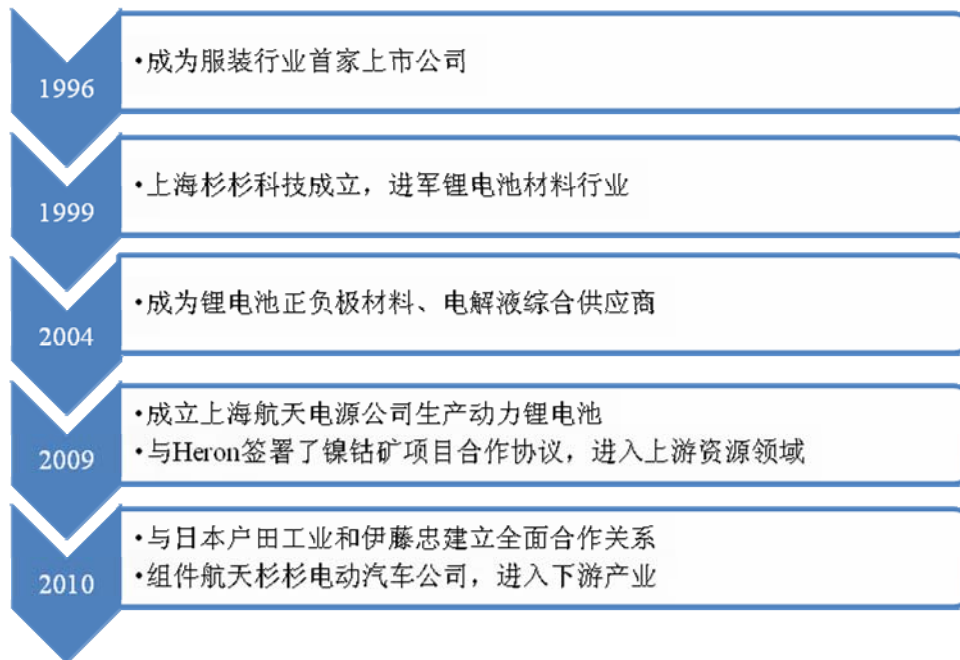 1996
•成为服装行业首家上市公司
1999
•上海杉杉科技成立，进军锂电池材料行业
2004
•成为锂电池正负极材料、电解液综合供应商
2009
•成立上海航天电源公司生产动力锂电池
•与Heron签署了镍钴矿项目合作协议，进入上游资源领域
2010
•与日本户田工业和伊藤忠建立全面合作关系
•组件航天杉杉电动汽车公司，进入下游产业